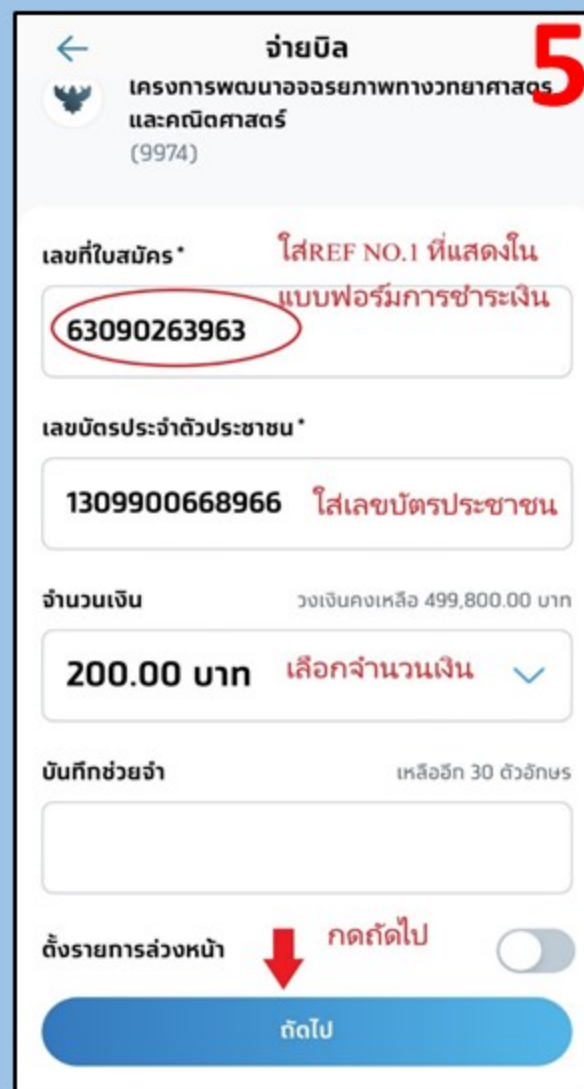 จ่ายบิล
5
โครงการพัฒนาอัจฉริยภาพทางวิทยาศาสตร์
และคณิตศาสตร์
(9974)
เลขที่ใบสมัคร*
ใส่REF NO.1 ที่แสดงใน
แบบฟอร์มการชำระเงิน
63090263963
เลขบัตรประจำตัวประชาชน*
1309900668966 ใส่เลขบัตรประชาชน
จำนวนเงิน วงเงินคงเหลือ 499,800.00 บาท
200.00 บาท เลือกจำนวนเงิน
บันทึกช่วยจำ เหลืออีก 30 ตัวอักษร
ตั้งรายการล่วงหน้า กดถัดไป
ถัดไป